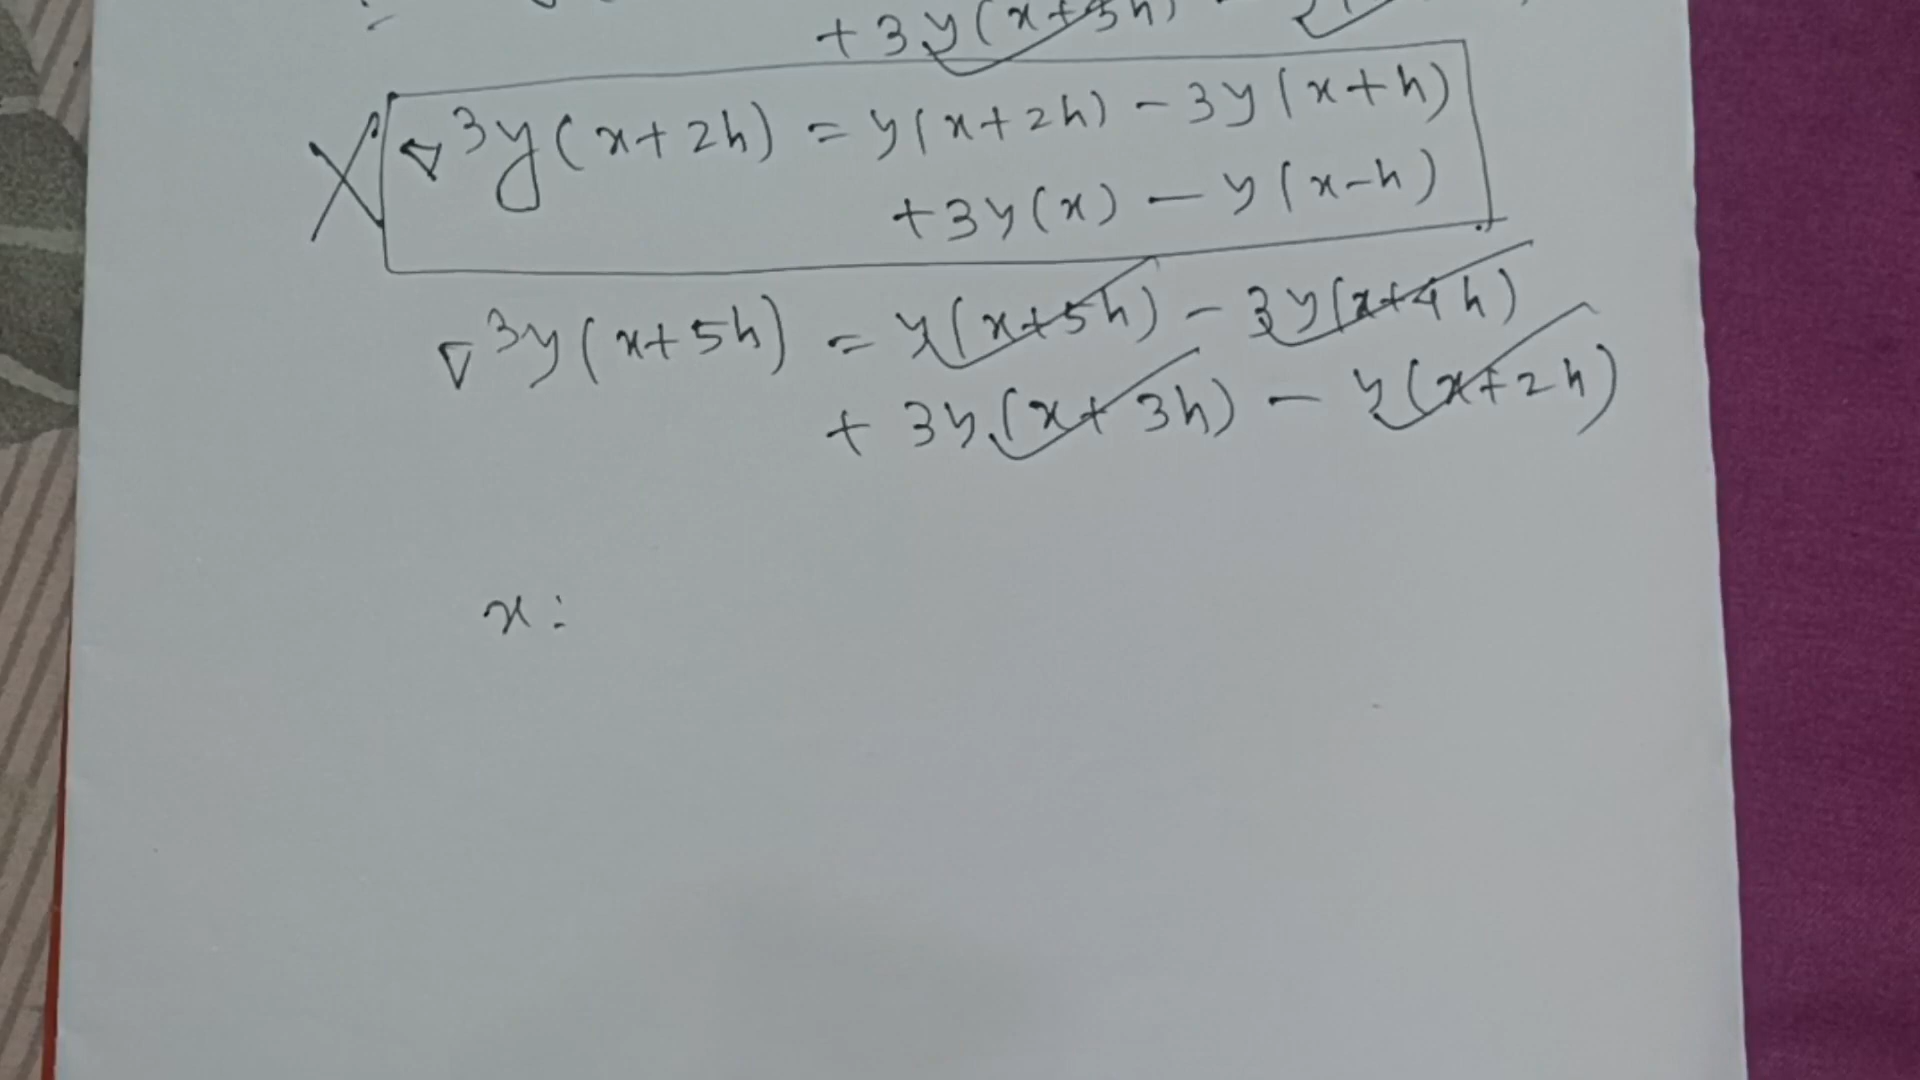 + 3y(x+5h) -
∇³y(x+2h) = y(x+2h) - 3y(x+h)
+3y(x) - y(x-h)
∇³y(x+5h) = y(x+5h) - 3y(x+4h)
+ 3y(x+3h) - y(x+2h)
x: